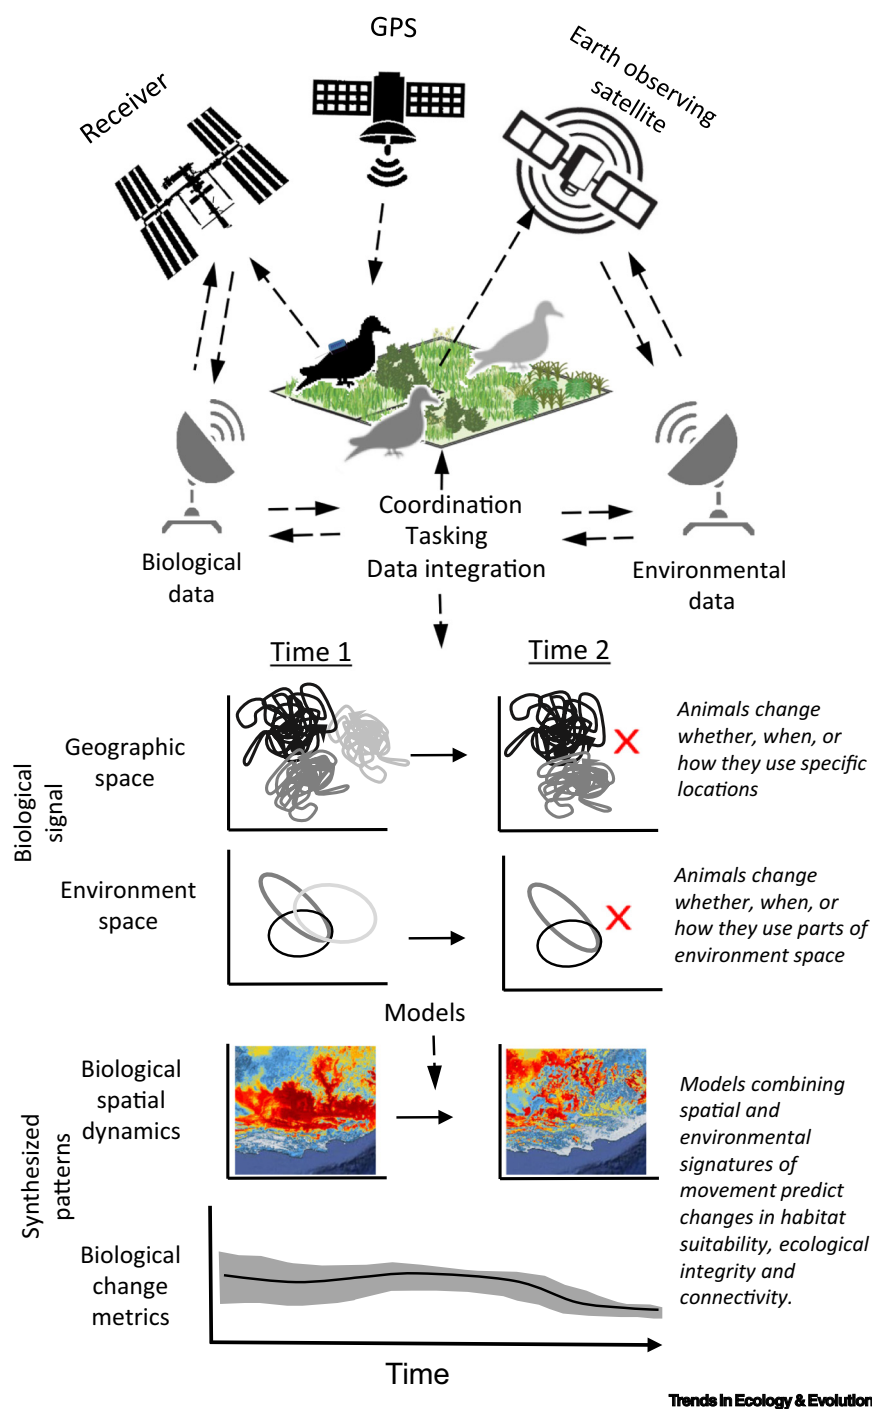 GPS
Receiver
Earth observing
satellite
Coordination
Tasking
Data integration
Biological
data
Environmental
data
Time 1
Time 2
Biological
signal
Geographic
space
Animals change
whether, when, or
how they use specific
locations
Environment
space
Animals change
whether, when, or
how they use parts of
environment space
Models
Synthesized
patterns
Biological
spatial
dynamics
Models combining
spatial and
environmental
signatures of
movement predict
changes in habitat
suitability, ecological
integrity and
connectivity.
Biological
change
metrics
Time
Trends in Ecology & Evolution